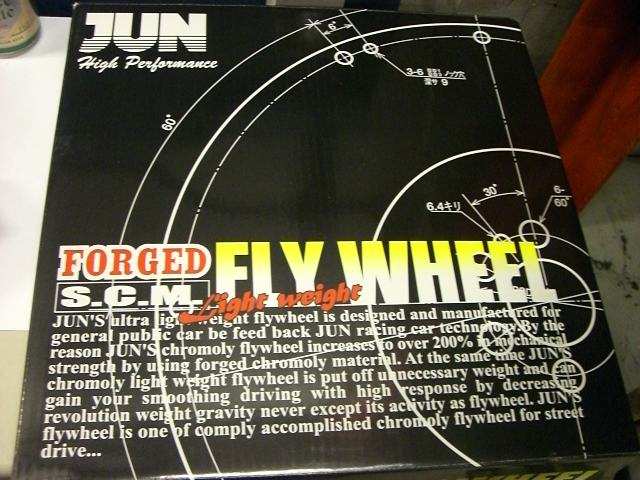 JUN
High Performance
6°
3-6
深サ 9
60°
30°
6-
60°
6.4キリ
FORGED
FLY WHEEL
S.C.M.
Light weight
JUN'S ultra light weight flywheel is designed and manufactured for
general public car be feed back JUN racing car technology.By the
reason JUN'S chromoly flywheel increases to over 200% in mechanical
strength by using forged chromoly material. At the same time JUN'S
chromoly light weight flywheel is put off unnecessary weight and can
gain your smoothing driving with high response by decreasing
revolution weight gravity never except its activity as flywheel. JUN'S
flywheel is one of comply accomplished chromoly flywheel for street
drive...
FLY WHEEL